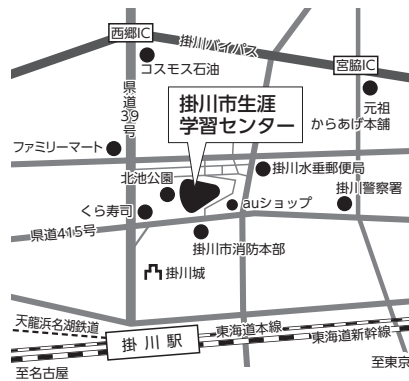 西郷IC
掛川バイパス
宮脇IC
コスモス石油
元祖
からあげ本舗
県道
39号
掛川市生涯
学習センター
ファミリーマート
掛川水垂郵便局
北池公園
掛川警察署
くら寿司
auショップ
県道415号
掛川市消防本部
掛川城
天龍浜名湖鉄道
掛川駅
東海道本線
東海道新幹線
至名古屋
至東京